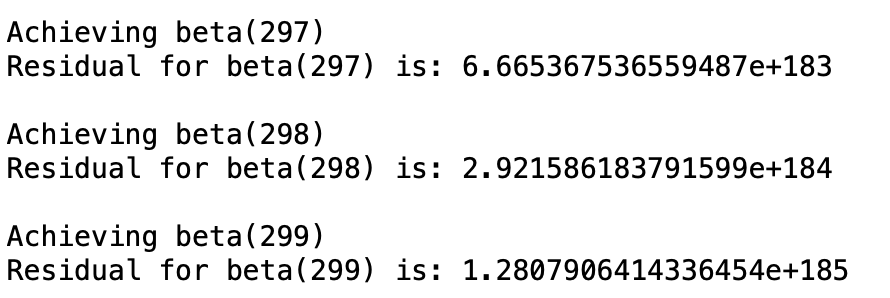 Achieving beta(297)
Residual for beta(297) is: 6.665367536559487e+183
Achieving beta(298)
Residual for beta(298) is: 2.921586183791599e+184
Achieving beta(299)
Residual for beta(299) is: 1.2807906414336454e+185